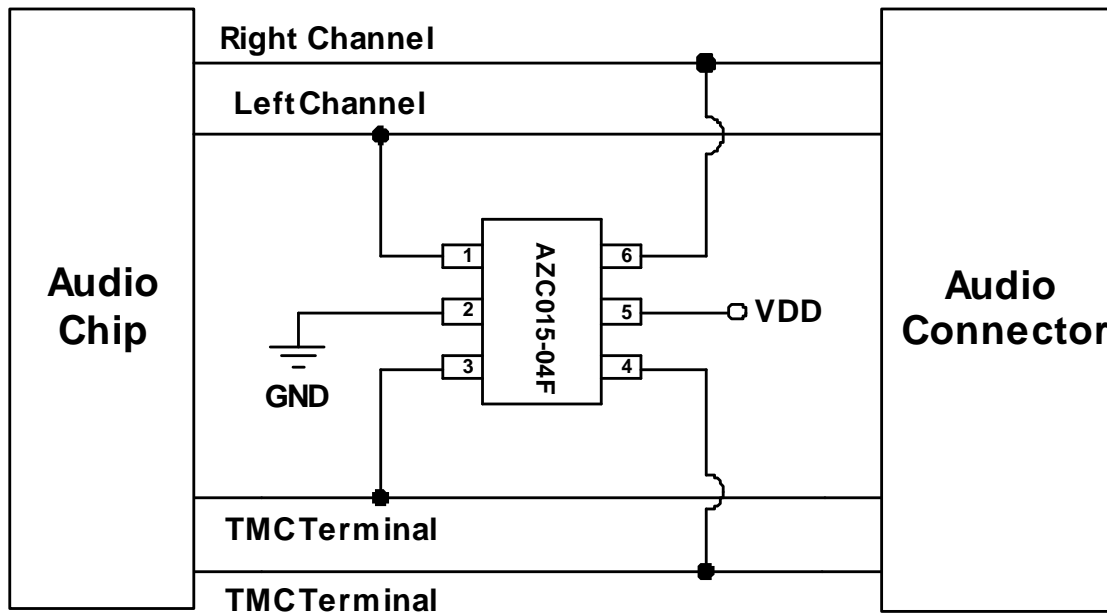 Right Channel
Left Channel
Audio
Chip
1
2
3
AZC015-04F
6
5
4
VDD
GND
Audio
Connector
TMC Terminal
TMC Terminal